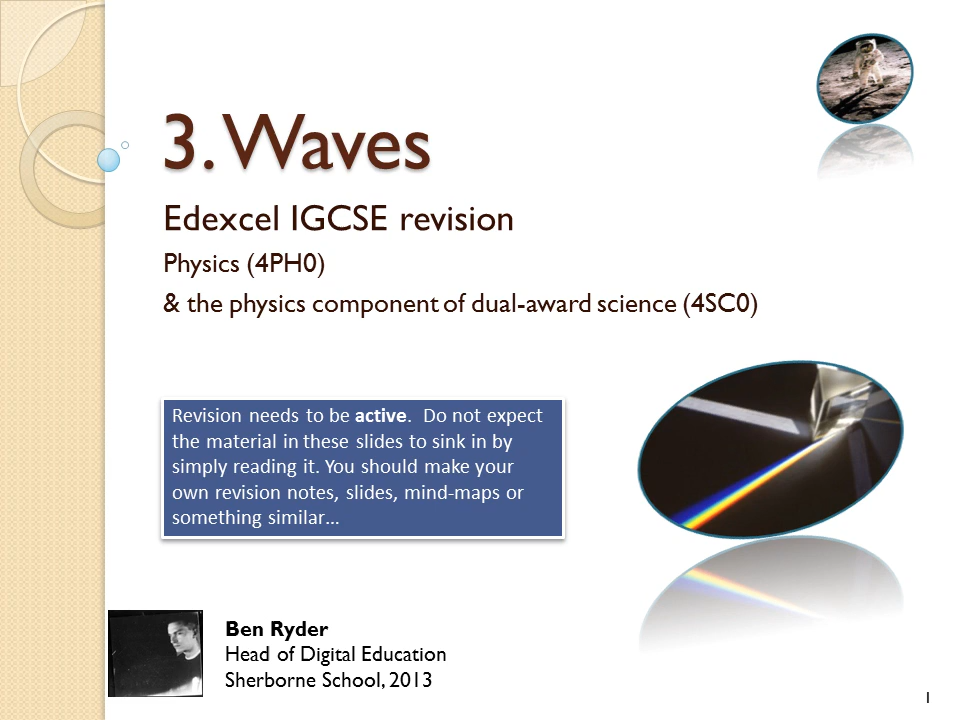 3. Waves
Edexcel IGCSE revision
Physics (4PH0)
& the physics component of dual-award science (4SC0)
Revision needs to be active.  Do not expect
the material in these slides to sink in by
simply reading it. You should make your
own revision notes, slides, mind-maps or
something similar...
Ben Ryder
Head of Digital Education
Sherborne School, 2013
1